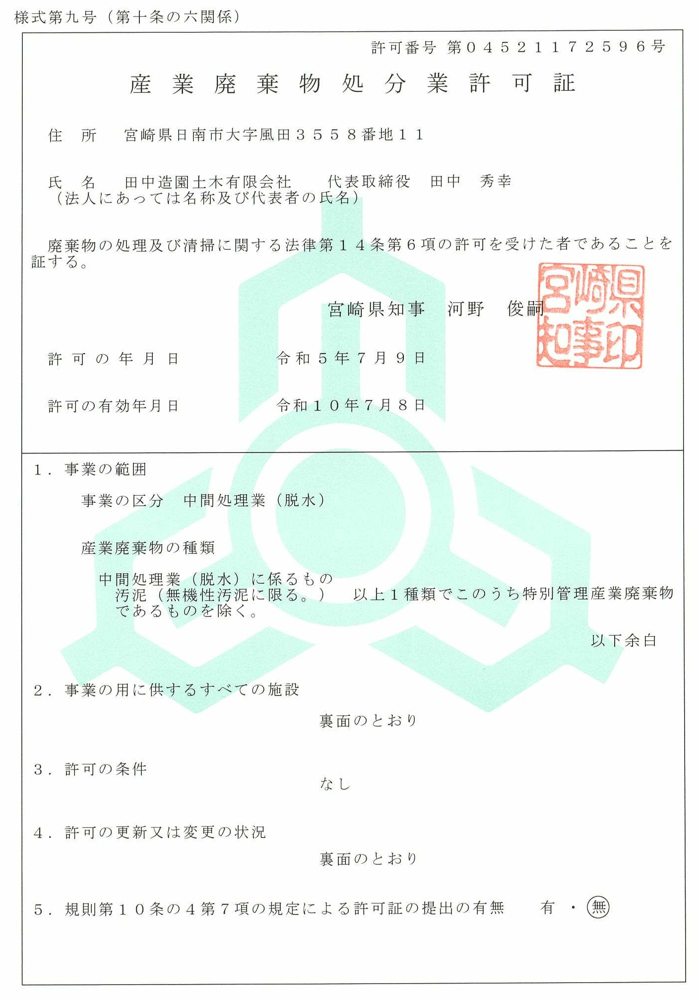 様式第九号（第十条の六関係）
許可番号 第０４５２１１７２５９６号
産業廃棄物処分業許可証
住　所　宮崎県日南市大字風田３５５８番地１１
氏　名　田中造園土木有限会社　代表取締役　田中　秀幸
（法人にあっては名称及び代表者の氏名）
廃棄物の処理及び清掃に関する法律第１４条第６項の許可を受けた者であることを
証する。
宮崎県知事　河野　俊嗣
宮崎県
知事印
許可の年月日　令和５年７月９日
許可の有効年月日　令和１０年７月８日
１．事業の範囲
事業の区分　中間処理業（脱水）
産業廃棄物の種類
中間処理業（脱水）に係るもの
汚泥（無機性汚泥に限る。）　以上１種類でこのうち特別管理産業廃棄物
であるものを除く。
以下余白
２．事業の用に供するすべての施設
裏面のとおり
３．許可の条件
なし
４．許可の更新又は変更の状況
裏面のとおり
５．規則第１０条の４第７項の規定による許可証の提出の有無　有・無